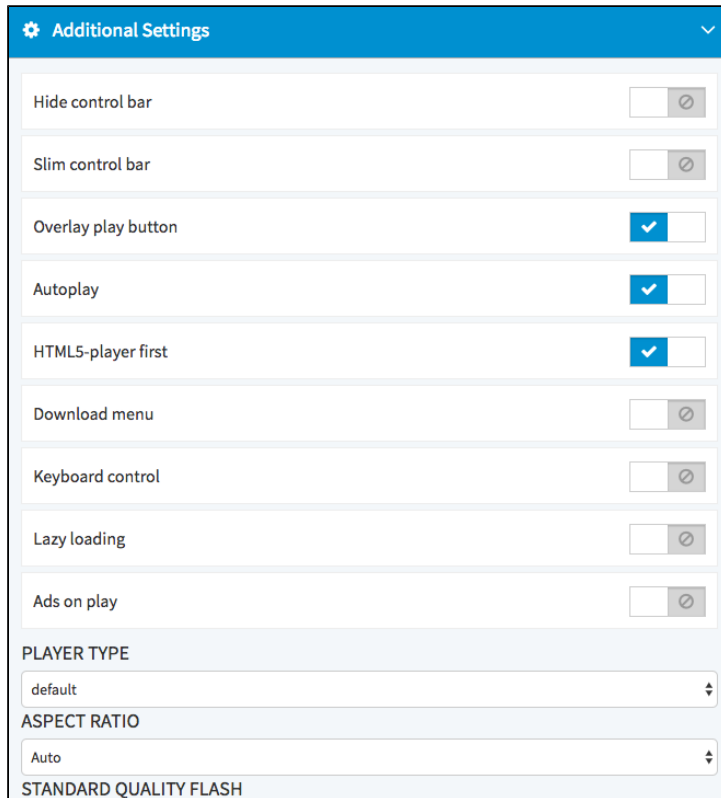 Additional Settings
Hide control bar
Slim control bar
Overlay play button
Autoplay
HTML5-player first
Download menu
Keyboard control
Lazy loading
Ads on play
PLAYER TYPE
default
ASPECT RATIO
Auto
STANDARD QUALITY FLASH